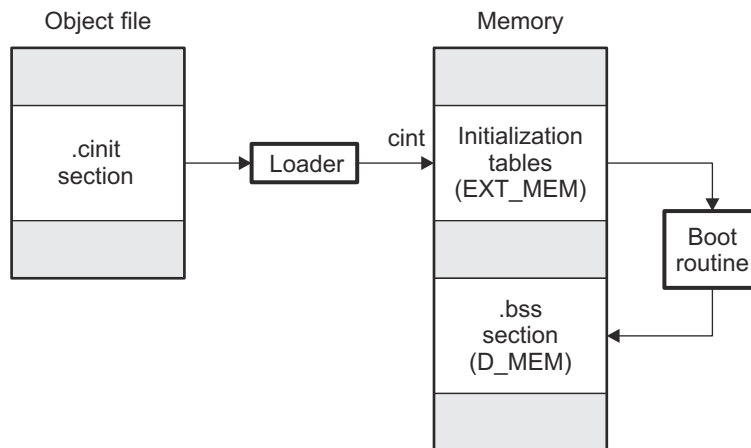 Object file
Memory
.cinit
section
Loader
cint
Initialization
tables
(EXT_MEM)
Boot
routine
.bss
section
(D_MEM)